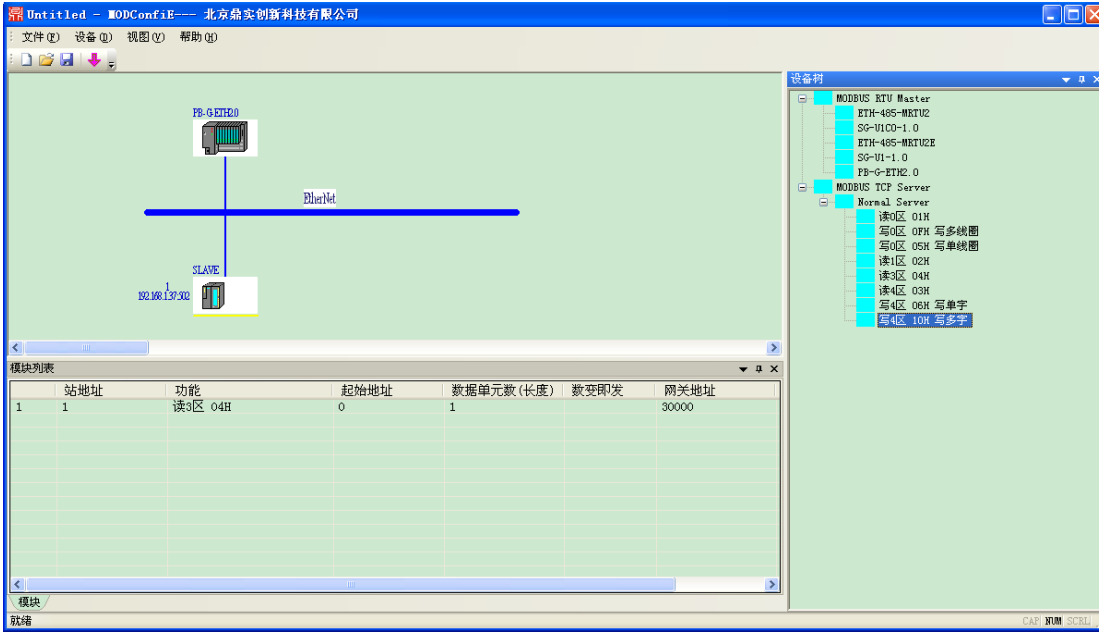 鼎 Untitled - MODConfiE--- 北京鼎实创新科技有限公司
文件(F) 设备(D) 视图(V) 帮助(H)
PB-G-ETH2.0
EtherNet
SLAVE
1
192.168.1.37:502
设备树
MODBUS RTU Master
ETH-485-MRTU2
SG-U1C0-1.0
ETH-485-MRTU2E
SG-U1-1.0
PB-G-ETH2.0
MODBUS TCP Server
Normal Server
读0区 01H
写0区 0FH 写多线圈
写0区 05H 写单线圈
读1区 02H
读3区 04H
读4区 03H
写4区 06H 写单字
写4区 10H 写多字
模块列表
站地址 功能 起始地址 数据单元数(长度) 数变即发 网关地址
1 1 读3区 04H 0 1 30000
模块
就绪
CAP NUM SCRL